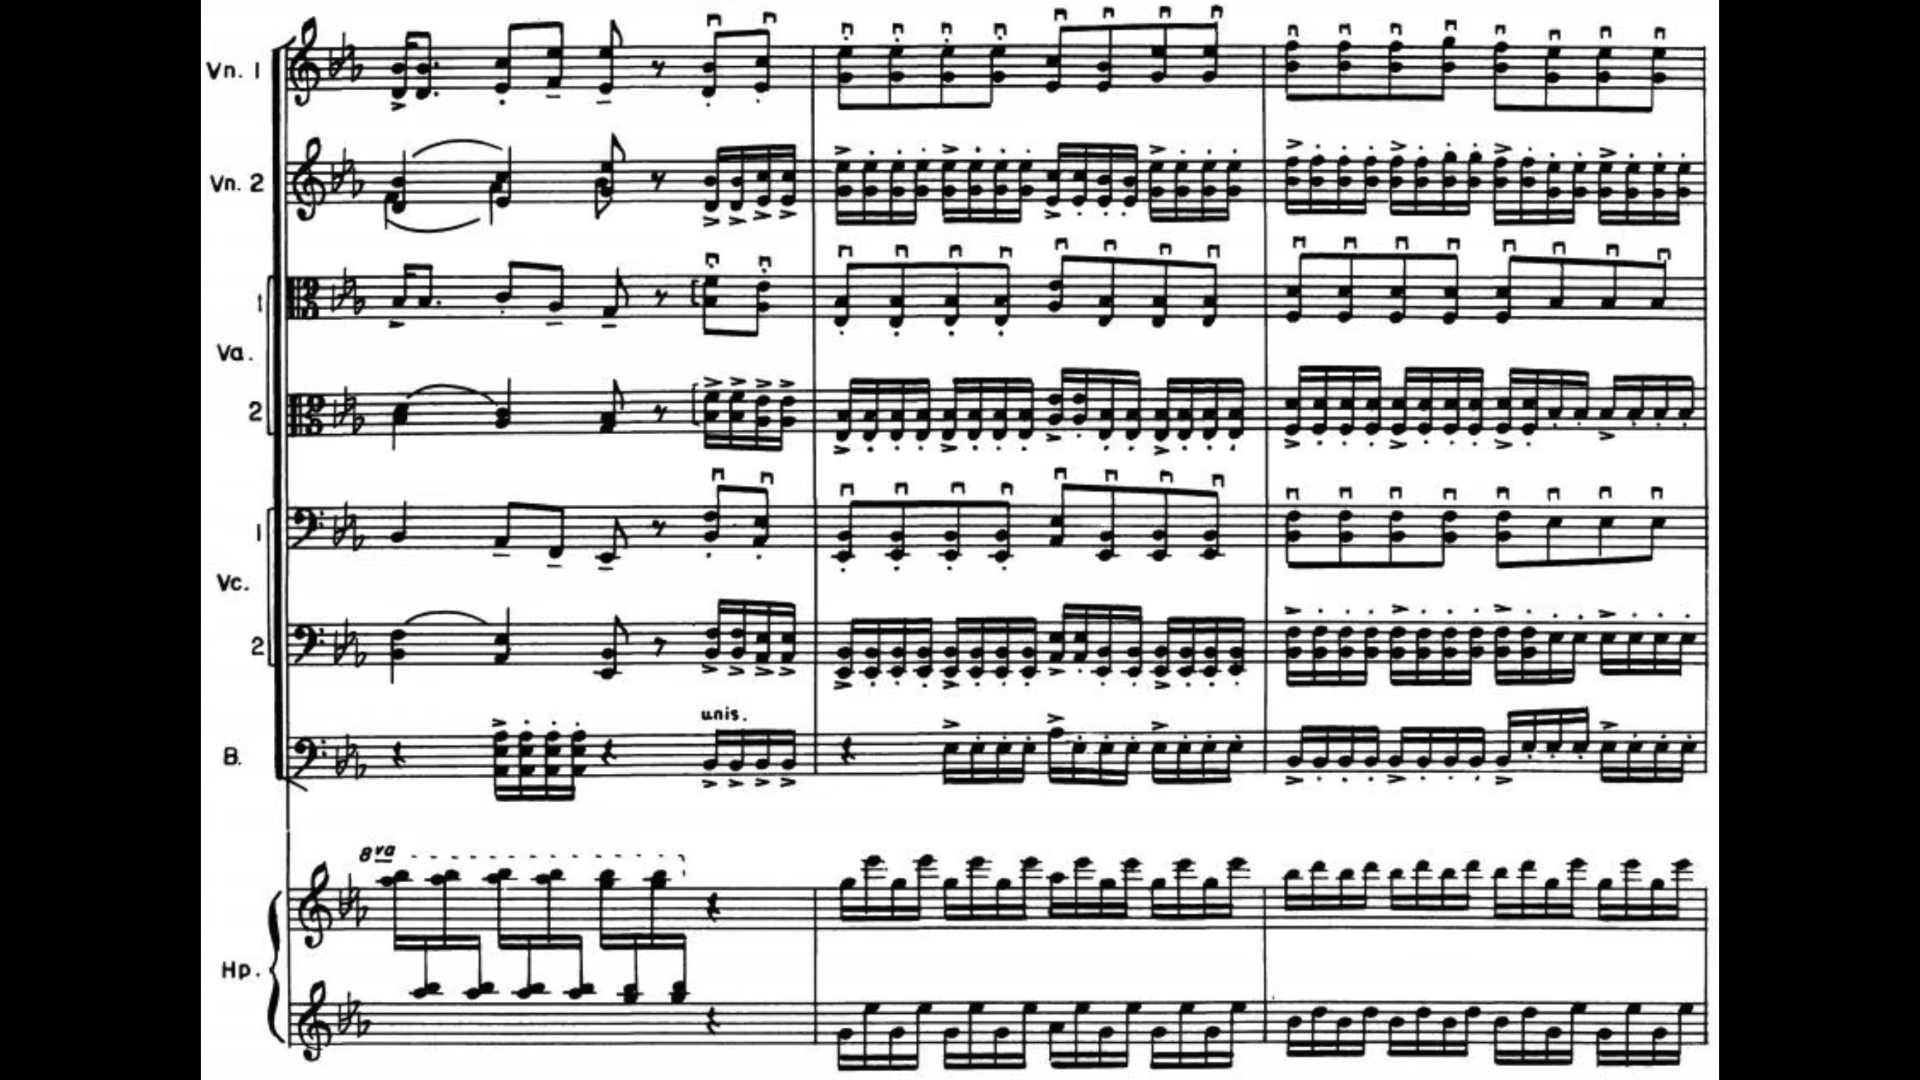 Vn. 1
Vn. 2
1
Va.
2
1
Vc.
2
unis.
B.
8va
Hp.